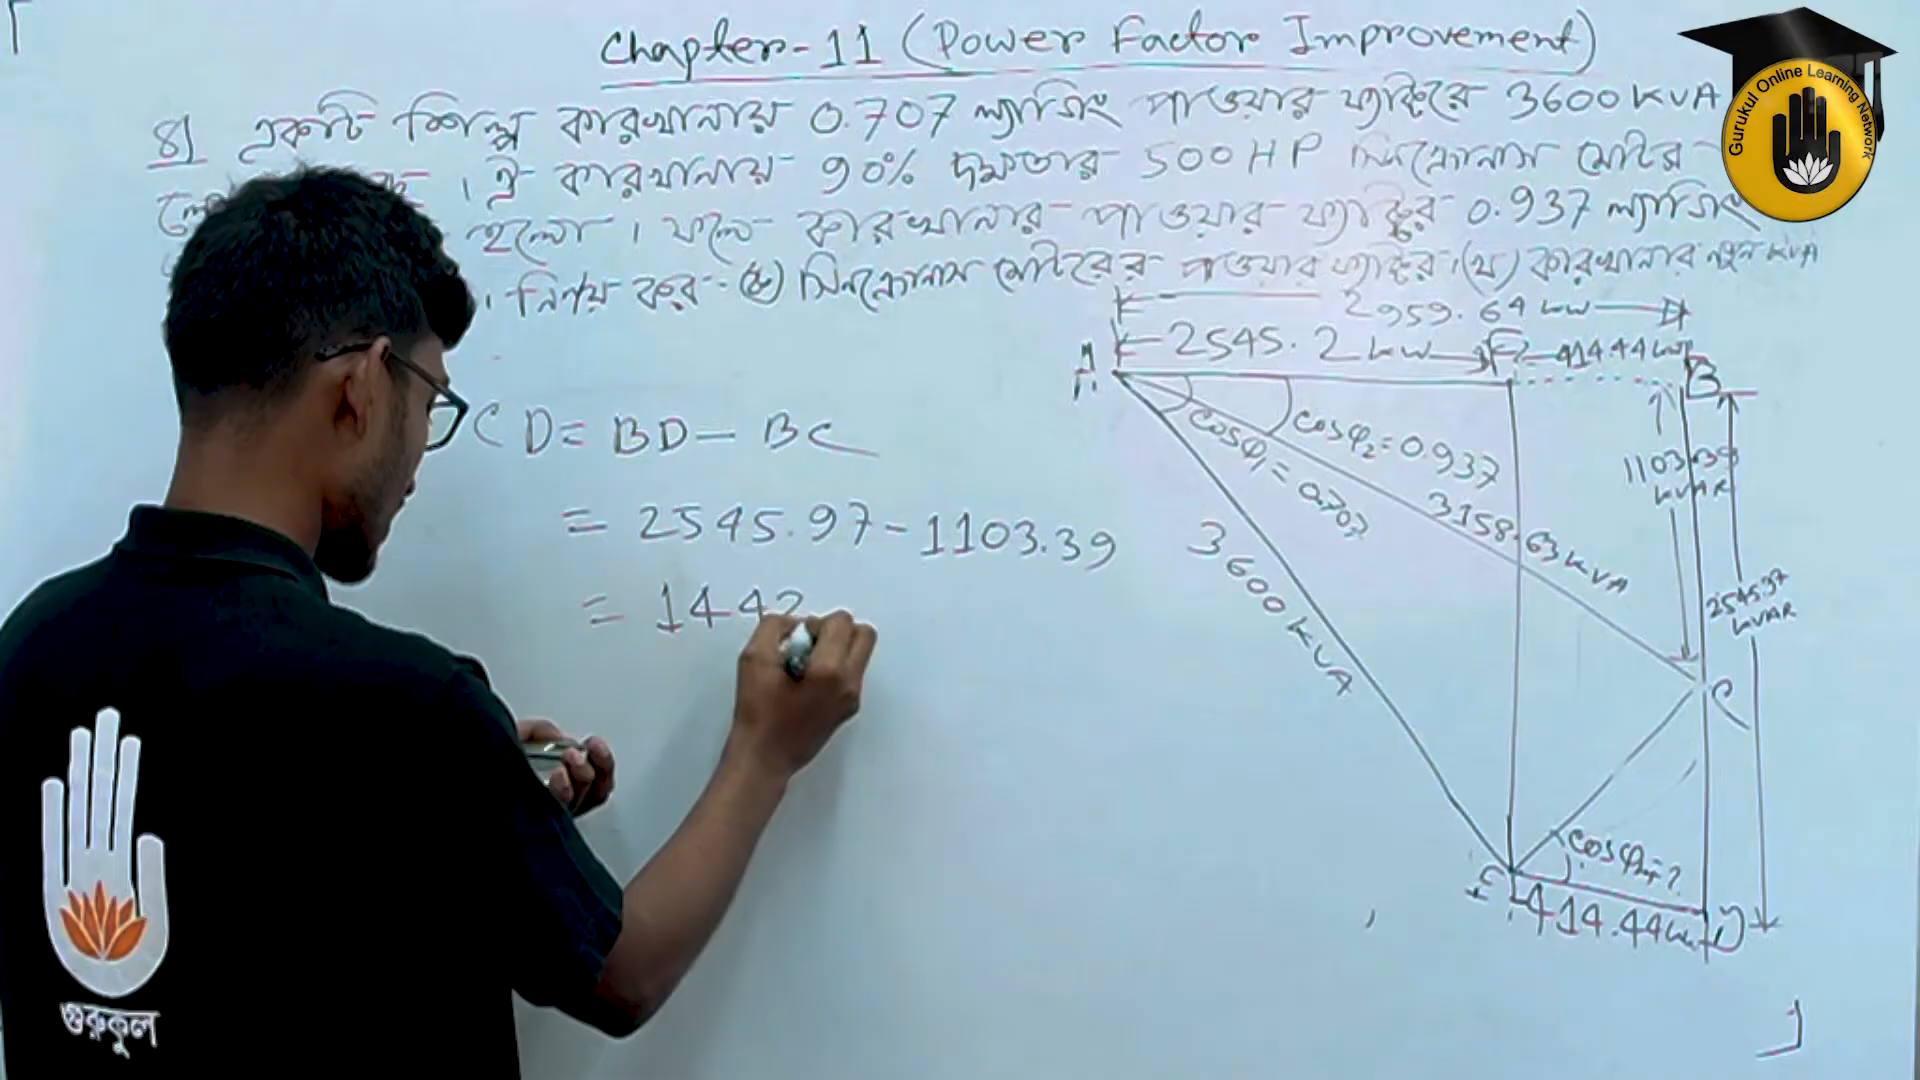 Chapter-11 (Power Factor Improvement)
8) একটি শিল্প কারখানায় 0.707 ল্যাগিং পাওয়ার ফ্যাক্টরে 3600 KVA
। ঐ কারখানায় 90% দক্ষতার 500 HP সিনক্রোনাস মোটর
হলো । ফলে কারখানার পাওয়ার ফ্যাক্টর 0.937 ল্যাগিং
। নির্ণয় কর- (ক) সিনক্রোনাস মোটরের পাওয়ার ফ্যাক্টর । (খ) কারখানার নতুন KVA
CD = BD - BC
= 2545.97 - 1103.39
= 1442
2959.64 kw
2545.2 kw
F
414.44 kw
A
B
cosφ₂ = 0.937
cosφ₁ = 0.707
1103.39
KVAR
3158.63 KVA
3600 KVA
2545.97
KVAR
C
cosφm = ?
E
414.44 kw
D
Gurukul Online Learning Network
গুরুকুল